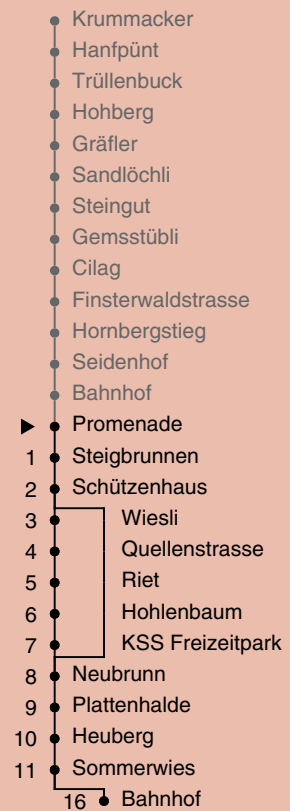 Krummacker
Hanfpünt
Trüllenbuck
Hohberg
Gräfler
Sandlöchli
Steingut
Gemsstübli
Cilag
Finsterwaldstrasse
Hornbergstieg
Seidenhof
Bahnhof
Promenade
1 Steigbrunnen
2 Schützenhaus
3 Wiesli
4 Quellenstrasse
5 Riet
6 Hohlenbaum
7 KSS Freizeitpark
8 Neubrunn
9 Plattenhalde
10 Heuberg
11 Sommerwies
16 Bahnhof